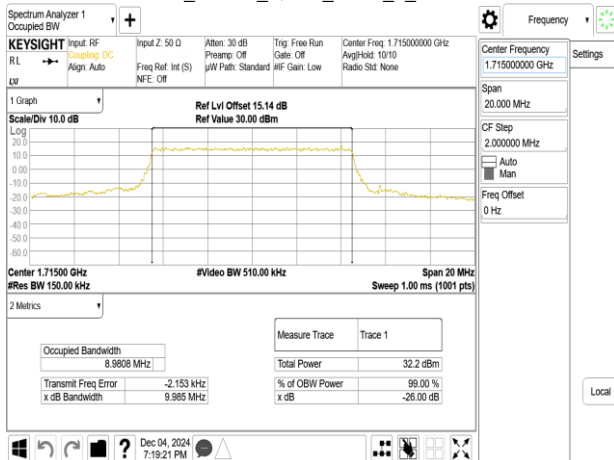 Spectrum Analyzer 1
Occupied BW
Frequency
KEYSIGHT
RL
LXI
Input: RF
Coupling: DC
Align: Auto
Input Z: 50 Ω
Freq Ref: Int (S)
NFE: Off
Atten: 30 dB
Preamp: Off
µW Path: Standard
Trig: Free Run
Gate: Off
#IF Gain: Low
Center Freq: 1.715000000 GHz
Avg|Hold: 10/10
Radio Std: None
Center Frequency
1.715000000 GHz
Settings
Span
20.000 MHz
CF Step
2.000000 MHz
Auto
Man
Freq Offset
0 Hz
Local
1 Graph
Scale/Div 10.0 dB
Ref Lvl Offset 15.14 dB
Ref Value 30.00 dBm
Log
20.0
10.0
0.00
-10.0
-20.0
-30.0
-40.0
-50.0
-60.0
Center 1.71500 GHz
#Video BW 510.00 kHz
Span 20 MHz
#Res BW 150.00 kHz
Sweep 1.00 ms (1001 pts)
2 Metrics
Measure Trace
Trace 1
Occupied Bandwidth
8.9808 MHz
Total Power
32.2 dBm
Transmit Freq Error
-2.153 kHz
% of OBW Power
99.00 %
x dB Bandwidth
9.985 MHz
x dB
-26.00 dB
?
Dec 04, 2024
7:19:21 PM